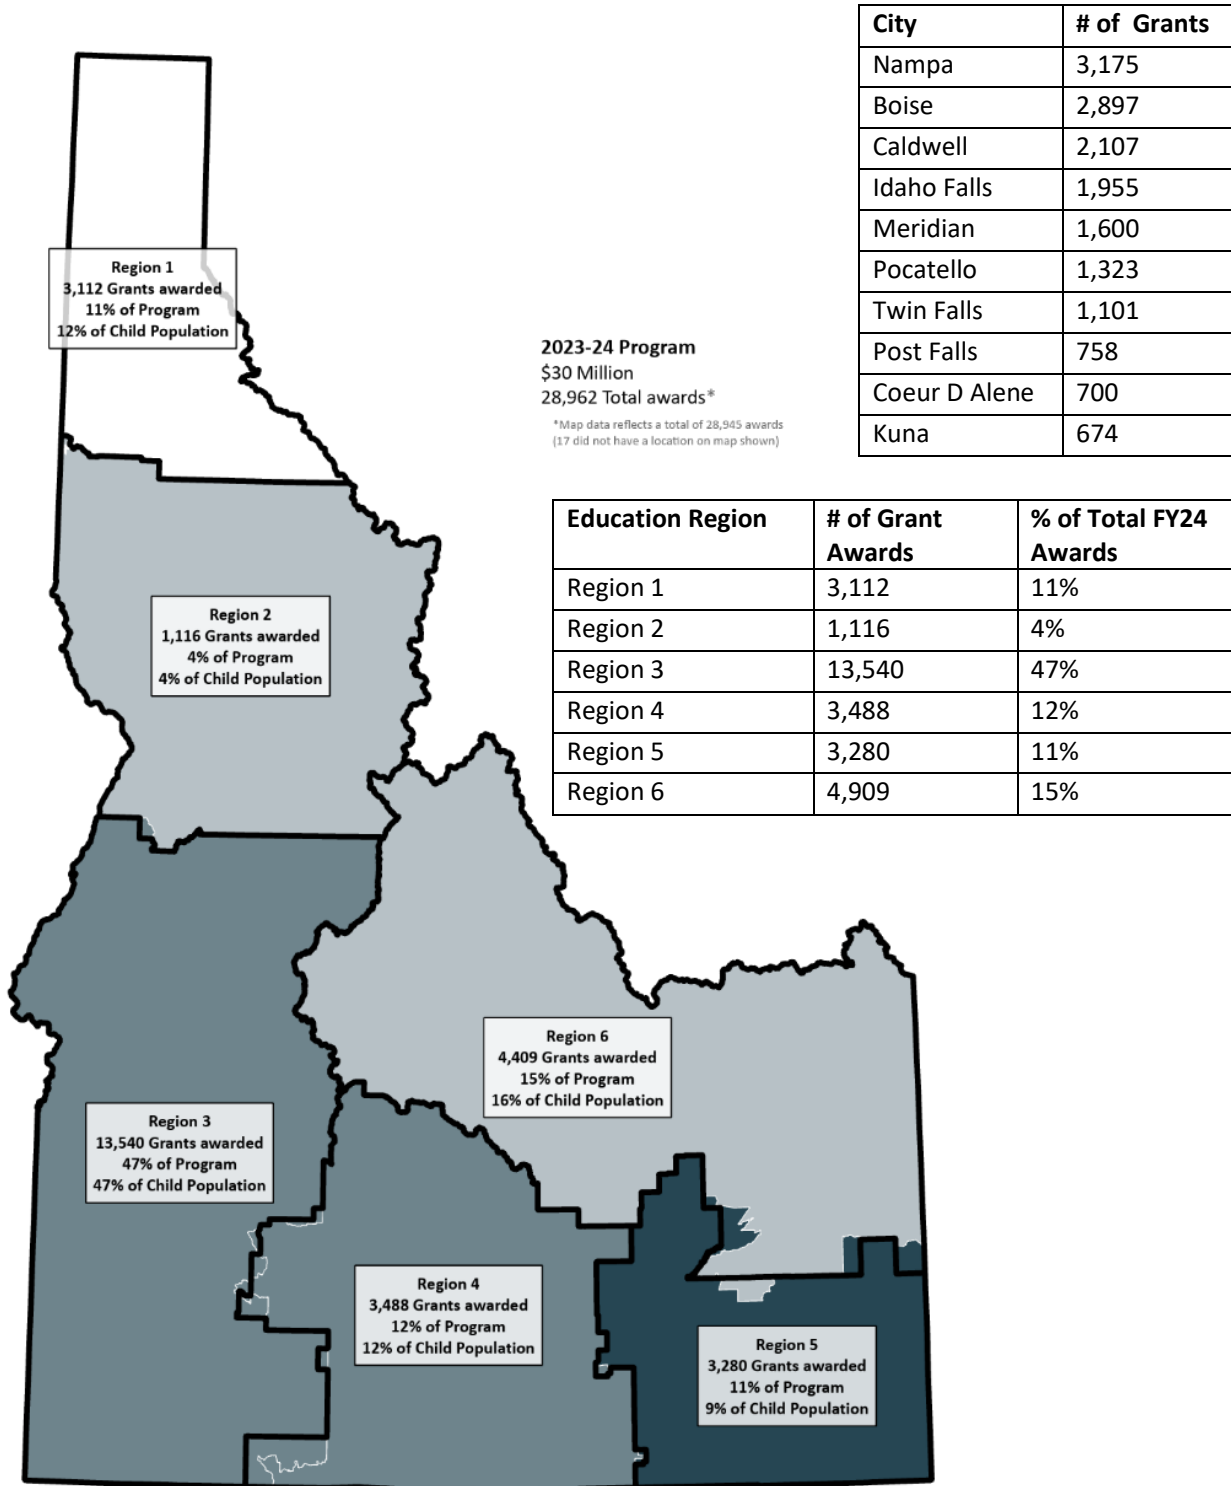 City # of Grants
Nampa 3,175
Boise 2,897
Caldwell 2,107
Idaho Falls 1,955
Meridian 1,600
Pocatello 1,323
Twin Falls 1,101
Post Falls 758
Coeur D Alene 700
Kuna 674
Region 1
3,112 Grants awarded
11% of Program
12% of Child Population
2023-24 Program
$30 Million
28,962 Total awards*
*Map data reflects a total of 28,945 awards
(17 did not have a location on map shown)
Education Region # of Grant Awards % of Total FY24 Awards
Region 1 3,112 11%
Region 2 1,116 4%
Region 3 13,540 47%
Region 4 3,488 12%
Region 5 3,280 11%
Region 6 4,909 15%
Region 2
1,116 Grants awarded
4% of Program
4% of Child Population
Region 6
4,409 Grants awarded
15% of Program
16% of Child Population
Region 3
13,540 Grants awarded
47% of Program
47% of Child Population
Region 4
3,488 Grants awarded
12% of Program
12% of Child Population
Region 5
3,280 Grants awarded
11% of Program
9% of Child Population